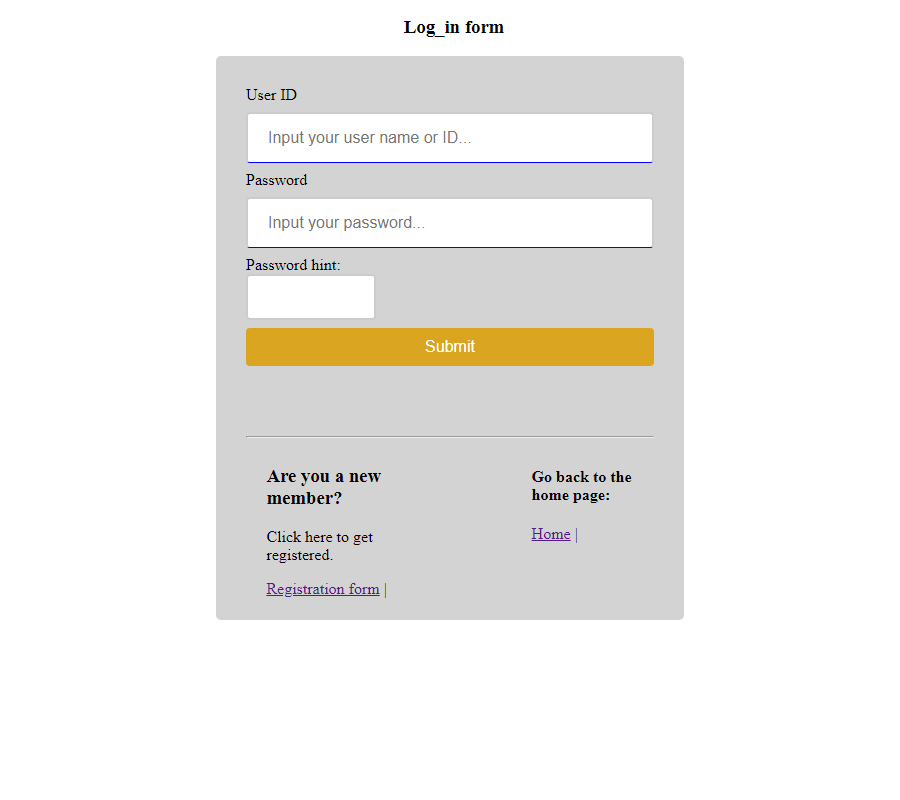 Log_in form
User ID
Input your user name or ID...
Password
Input your password...
Password hint:
Submit
Are you a new
member?
Click here to get
registered.
Registration form |
Go back to the
home page:
Home |